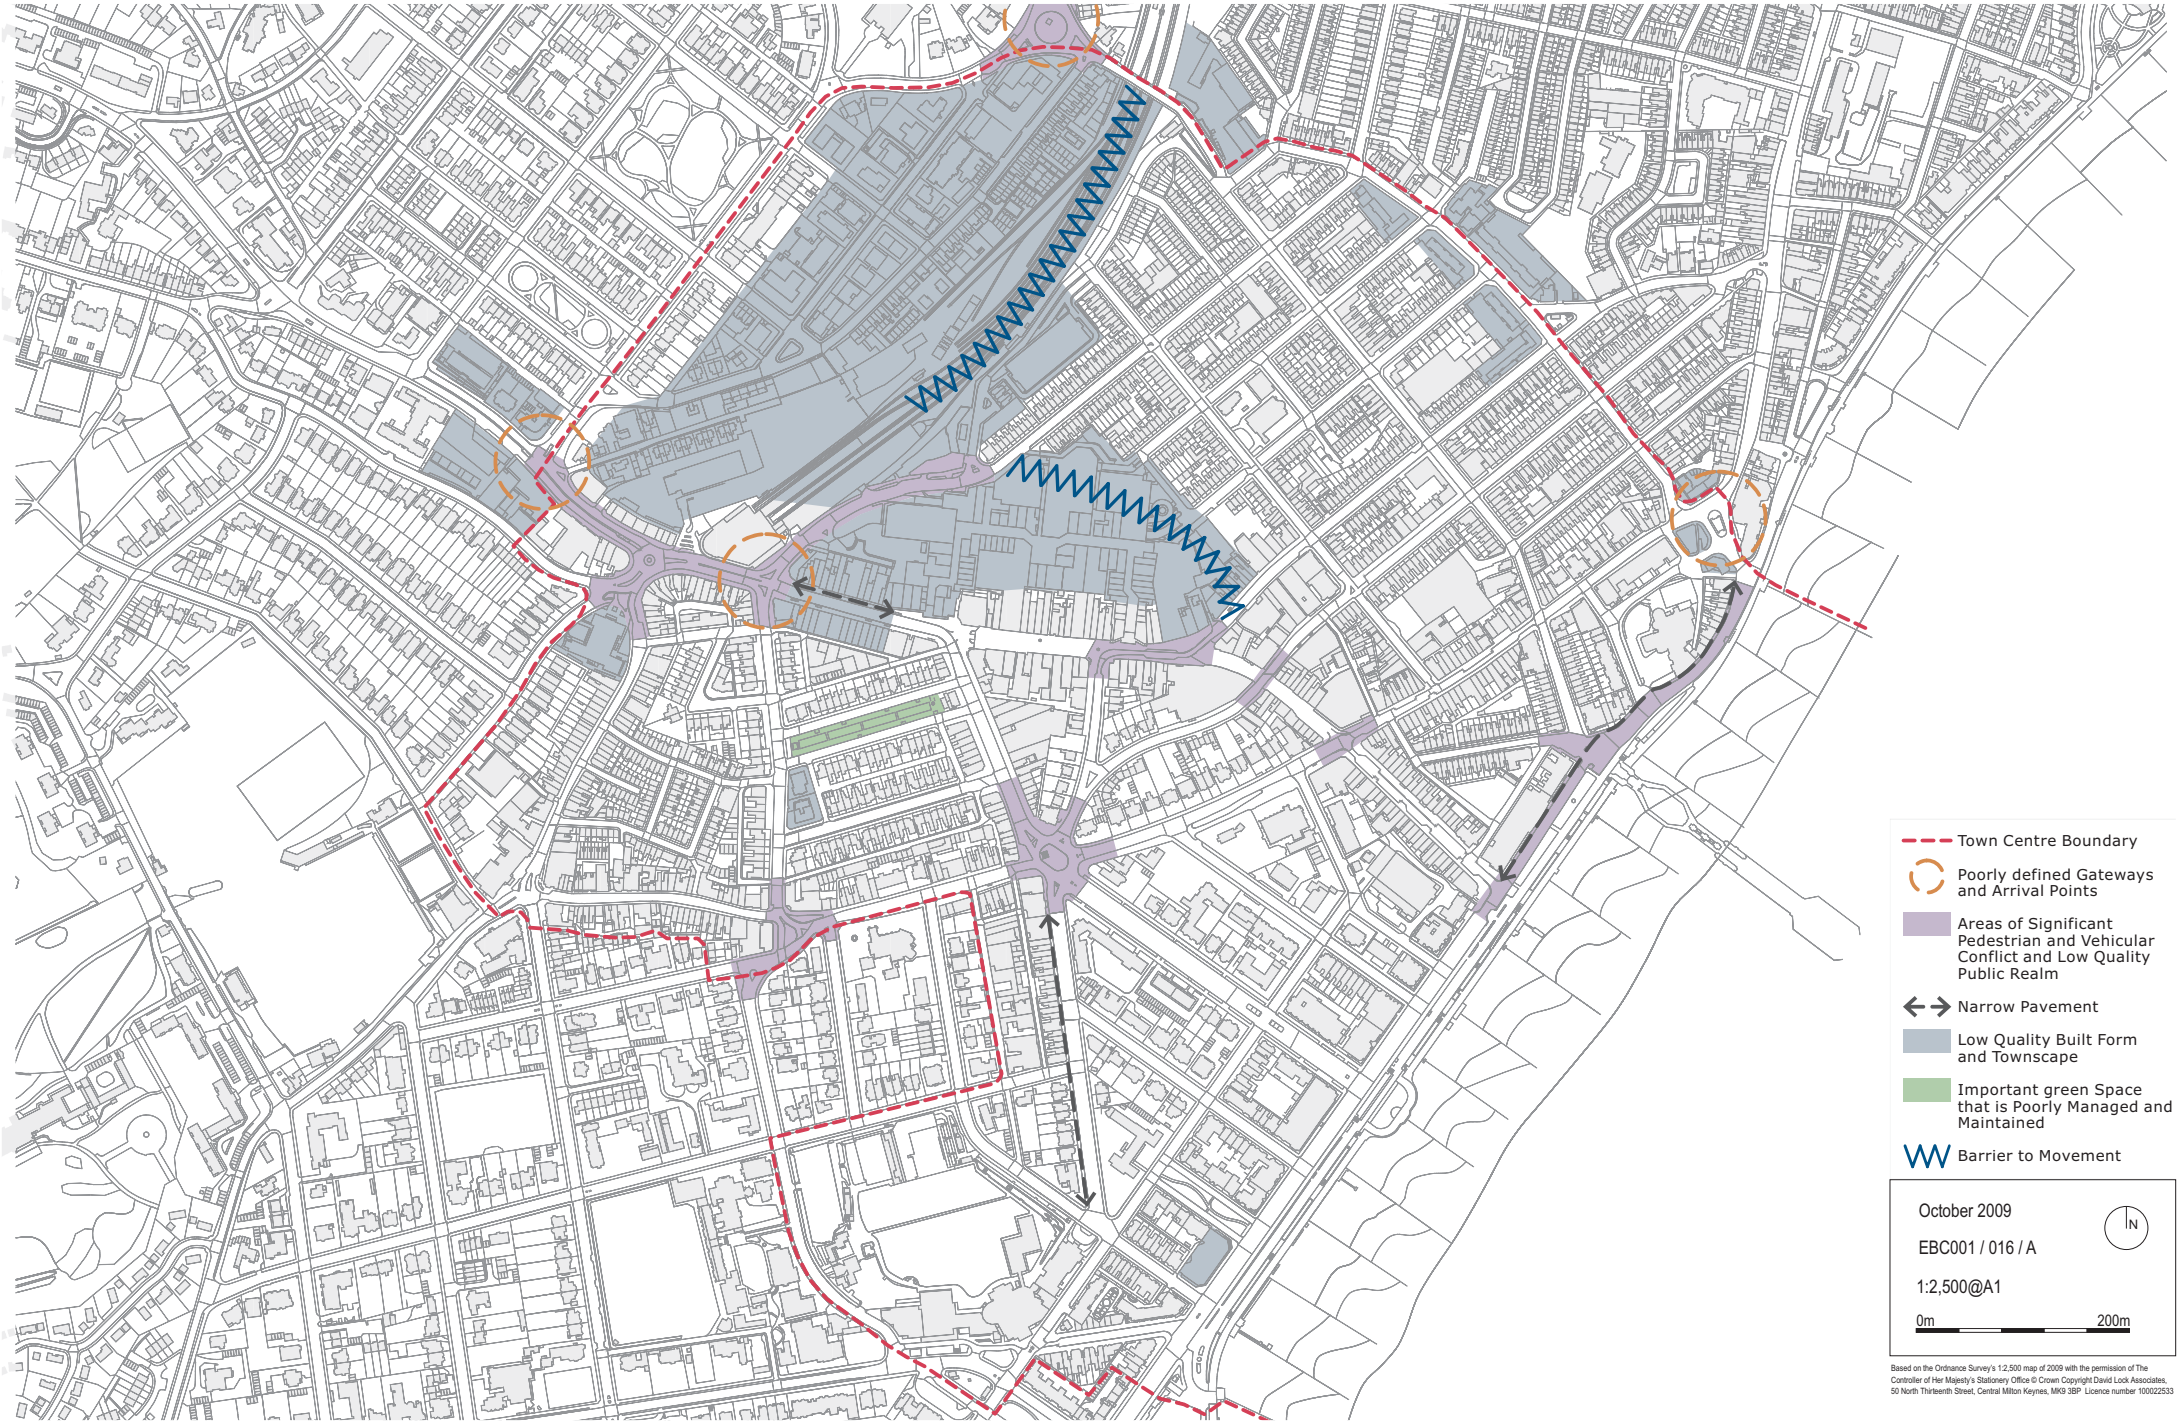 Town Centre Boundary
Poorly defined Gateways
and Arrival Points
Areas of Significant
Pedestrian and Vehicular
Conflict and Low Quality
Public Realm
Narrow Pavement
Low Quality Built Form
and Townscape
Important green Space
that is Poorly Managed and
Maintained
Barrier to Movement
October 2009
N
EBC001 / 016 / A
1:2,500@A1
0m 200m
Based on the Ordnance Survey's 1:2,500 map of 2009 with the permission of The
Controller of Her Majesty's Stationery Office © Crown Copyright David Lock Associates,
50 North Thirteenth Street, Central Milton Keynes, MK9 3BP Licence number 100022533